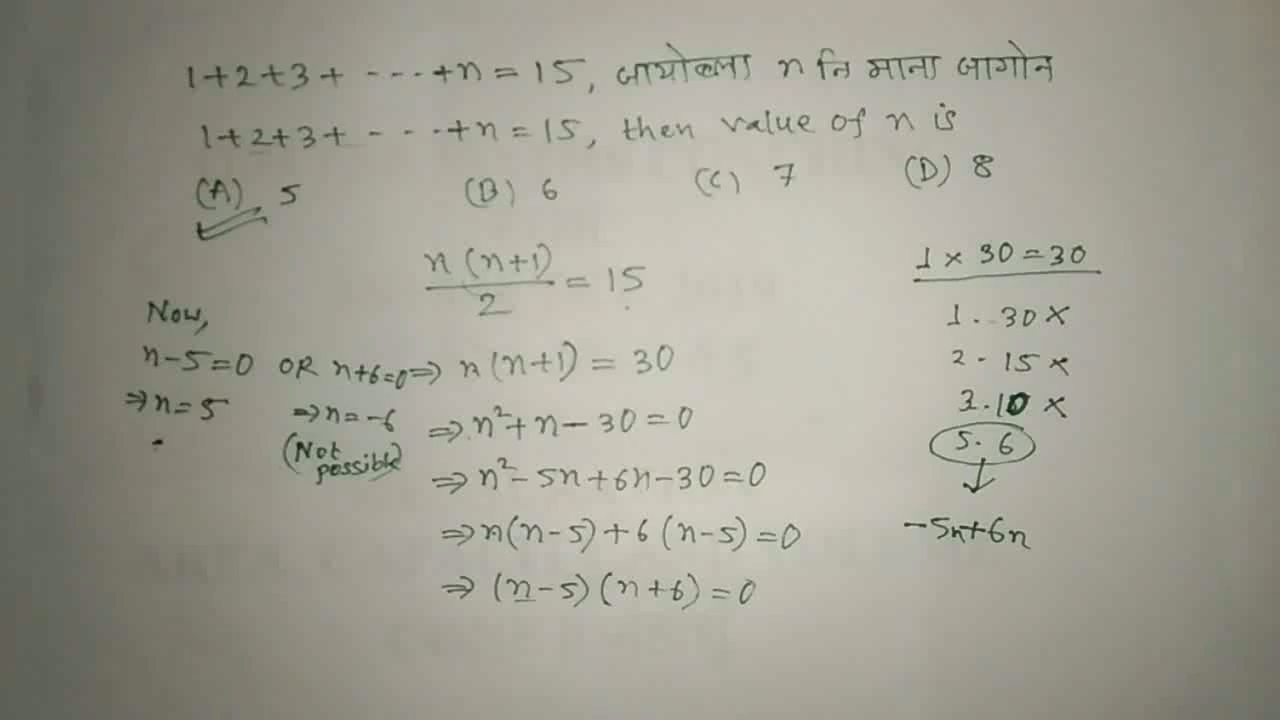 1+2+3+ ---- +n = 15, जायोब्ला n नि माना जागोन
1+2+3+ - - - - +n = 15, then value of n is
(A) 5 (B) 6 (C) 7 (D) 8
n(n+1)/2 = 15
1 × 30 = 30
1 . 30 ×
2 . 15 ×
3 . 10 ×
5 . 6
-5n+6n
⇒ n(n+1) = 30
⇒ n²+n-30=0
⇒ n²-5n+6n-30=0
⇒ n(n-5)+6(n-5)=0
⇒ (n-5)(n+6)=0
Now,
n-5=0 OR n+6=0
⇒ n=5 ⇒ n=-6
(Not
possible)